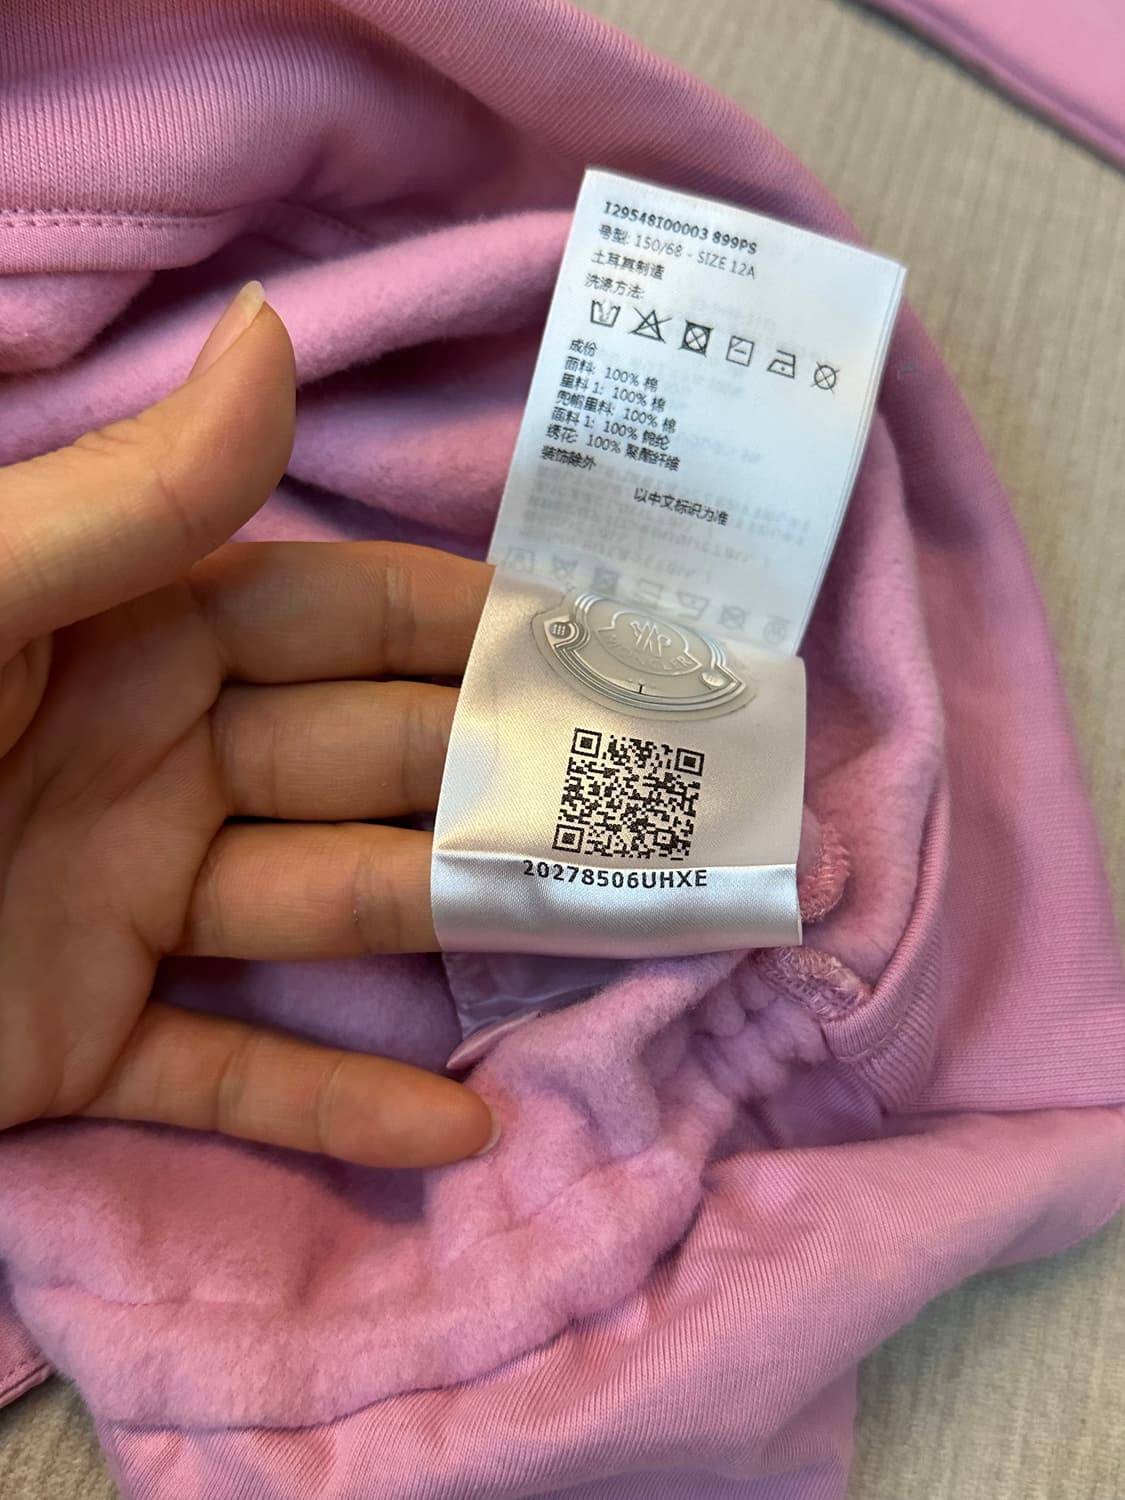 I29548I00003 899PS
号型: 150/68 - SIZE 12A
土耳其制造
洗涤方法:
成份
面料: 100% 棉
里料 1: 100% 棉
兜帽里料: 100% 棉
面料 1: 100% 锦纶
绣花: 100% 聚酯纤维
装饰除外
以中文标识为准
MONCLER
20278506UHXE